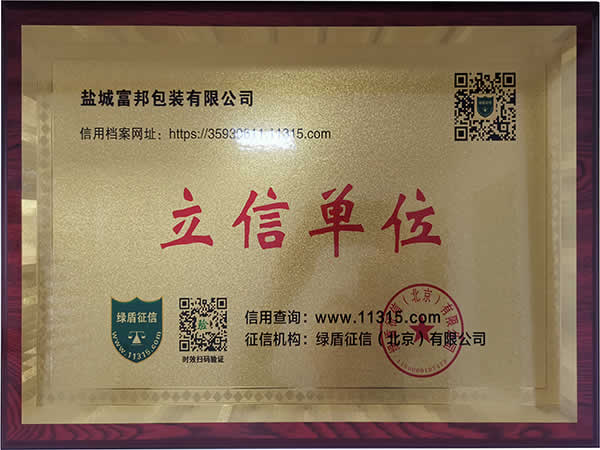 盐城富邦包装有限公司
信用档案网址：https://35930611.11315.com
立信单位
绿盾征信
www.11315.com
盐
时效扫码验证
信用查询：www.11315.com
征信机构：绿盾征信（北京）有限公司